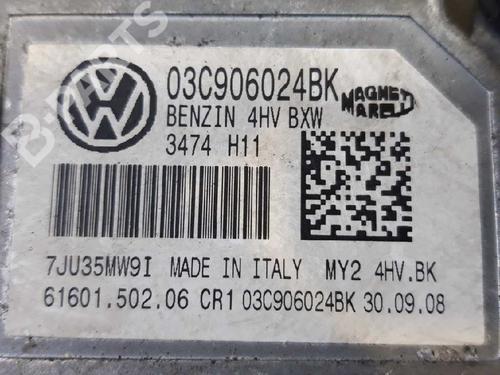 03C906024BK
MAGNETI MARELLI
BENZIN 4HV BXW
3474 H11
7JU35MW9I MADE IN ITALY MY2 4HV.BK
61601.502.06 CR1 03C906024BK 30.09.08
B-PARTS